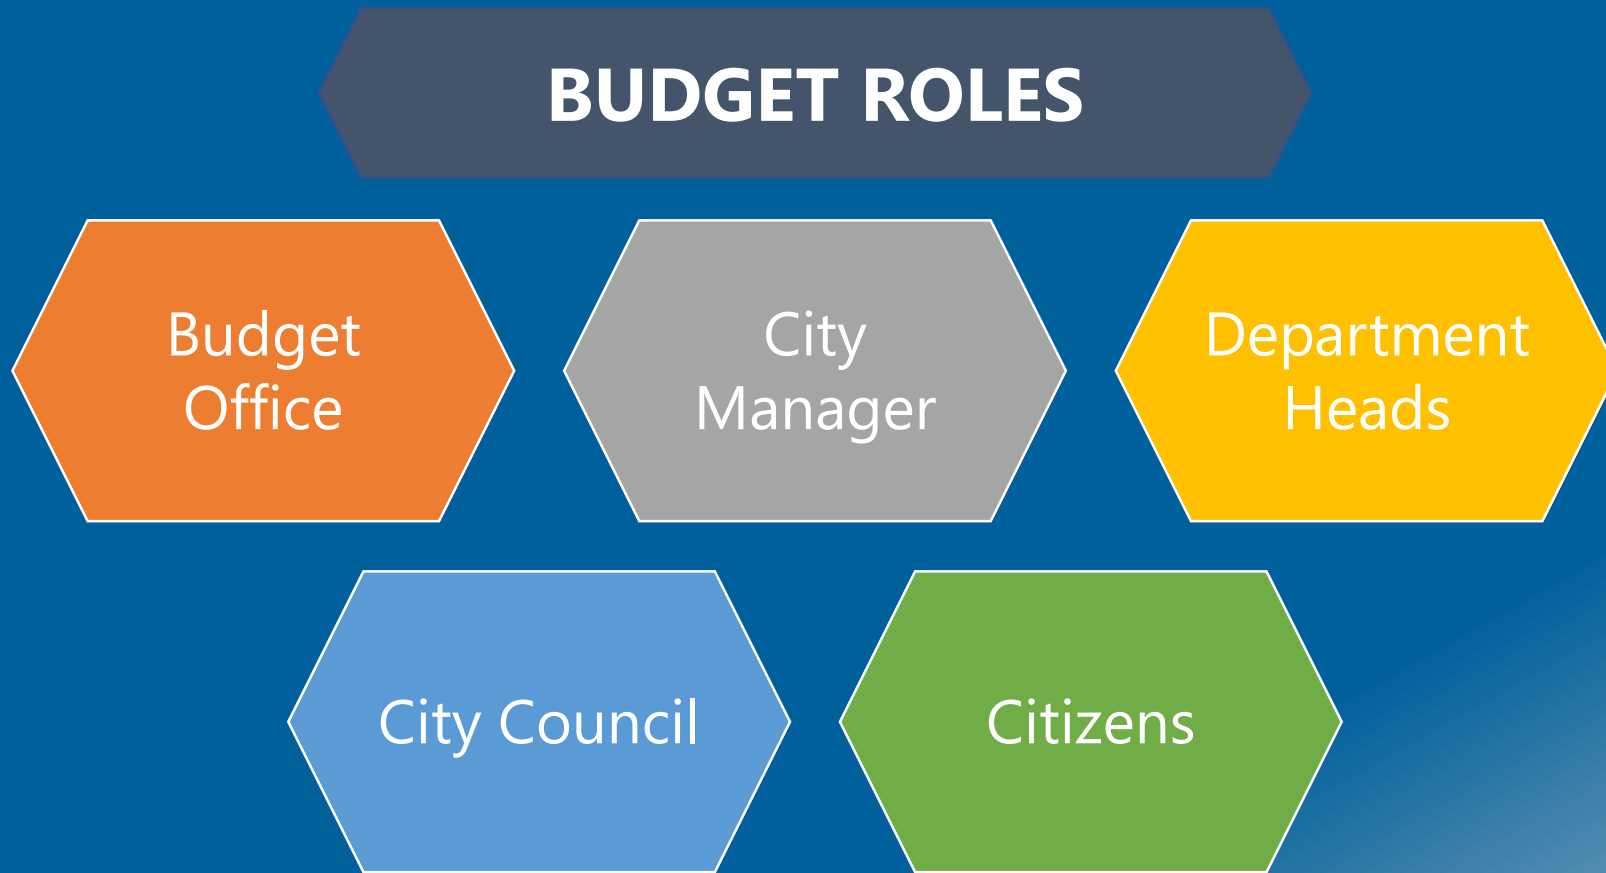 BUDGET ROLES
Budget
Office
City
Manager
Department
Heads
City Council
Citizens